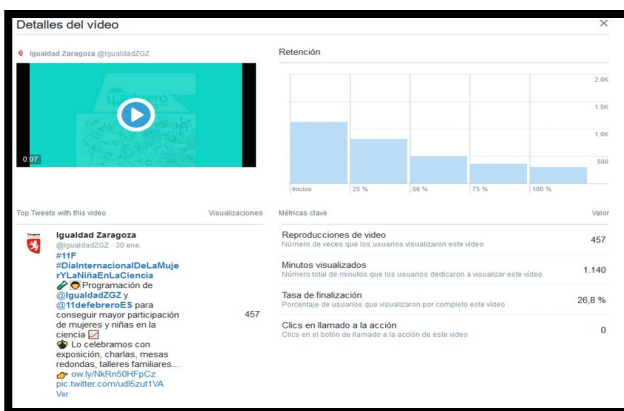 Detalles del vídeo
Igualdad Zaragoza @IgualdadZGZ
11Febrero
0:07
Retención
2.0K
1.5K
1.0K
500
Inicios
25 %
50 %
75 %
100 %
Top Tweets with this video
Visualizaciones
Igualdad Zaragoza
@IgualdadZGZ · 30 ene.
#11F
#DíaInternacionalDeLaMuje
rYLaNiñaEnLaCiencia
Programación de
@IgualdadZGZ y
@11defebreroES para
conseguir mayor participación
de mujeres y niñas en la
ciencia
Lo celebramos con
exposición, charlas, mesas
redondas, talleres familiares...
ow.ly/NkRn50HFpCz
pic.twitter.com/udI5zut1VA
Ver
457
Métricas clave
Valor
Reproducciones de video
Número de veces que los usuarios visualizaron este vídeo
457
Minutos visualizados
Número total de minutos que los usuarios dedicaron a visualizar este vídeo
1.140
Tasa de finalización
Porcentaje de usuarios que visualizaron por completo este vídeo
26,8 %
Clics en llamado a la acción
Clics en el botón de llamado a la acción de este video
0